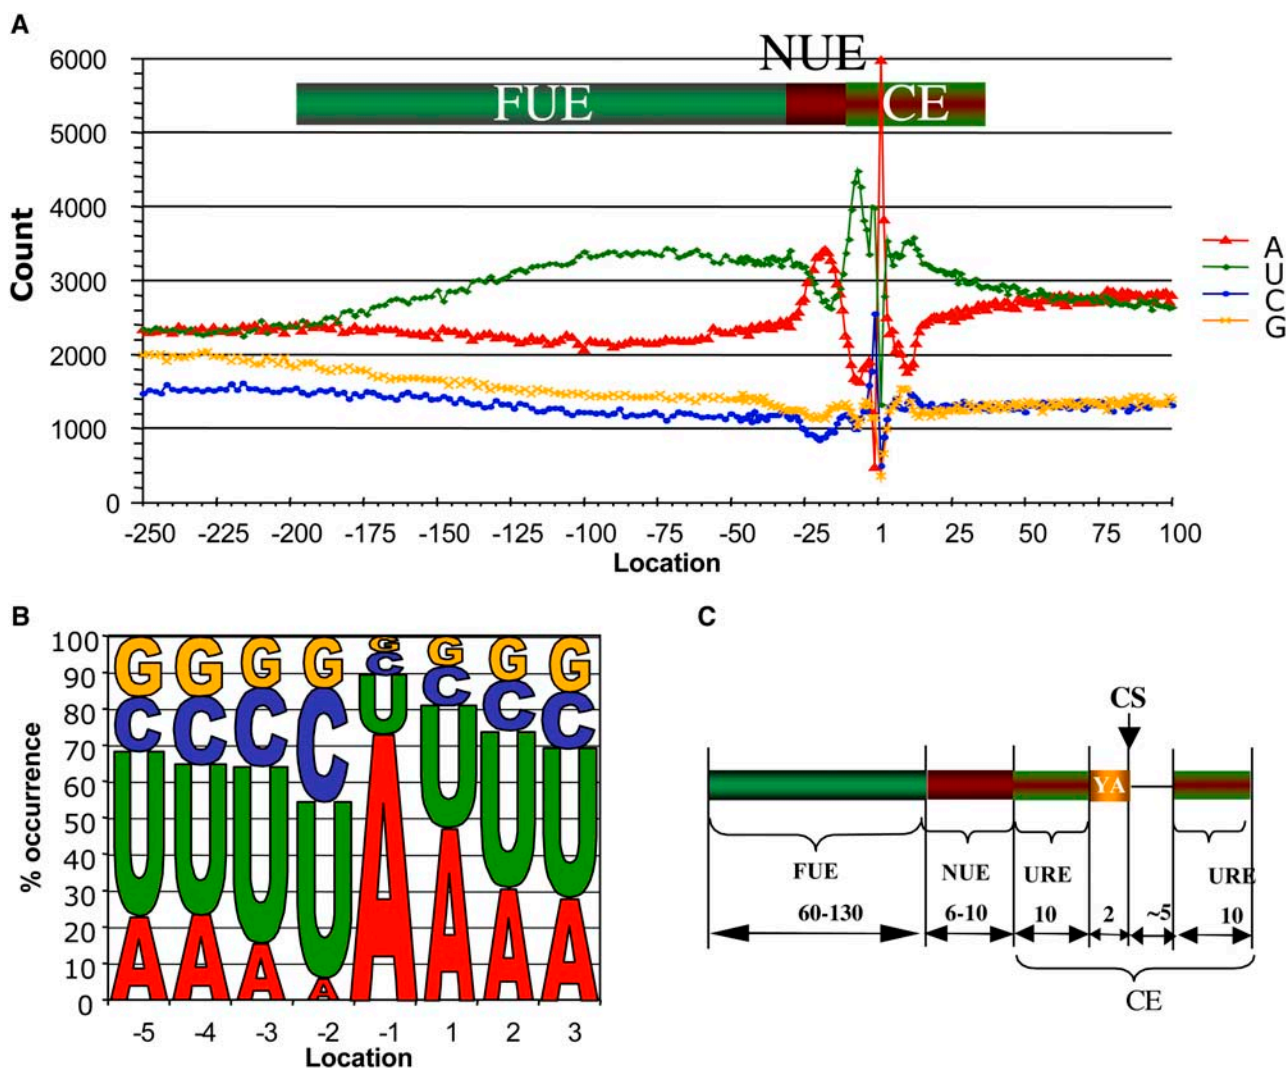 A
NUE
6000
FUE
CE
5000
4000
3000
2000
1000
0
Count
A
U
C
G
-250 -225 -200 -175 -150 -125 -100 -75 -50 -25 1 25 50 75 100
Location
B
100
90
80
70
60
50
40
30
20
10
0
% occurrence
G G G G G G G G
C C C C C C C C
U U U U U U U U
A A A A A A A A
-5 -4 -3 -2 -1 1 2 3
Location
C
CS
YA
FUE NUE URE URE
60-130 6-10 10 2 ~5 10
CE